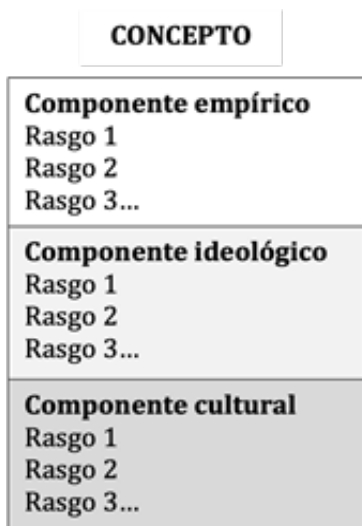 CONCEPTO
Componente empírico
Rasgo 1
Rasgo 2
Rasgo 3...
Componente ideológico
Rasgo 1
Rasgo 2
Rasgo 3...
Componente cultural
Rasgo 1
Rasgo 2
Rasgo 3...